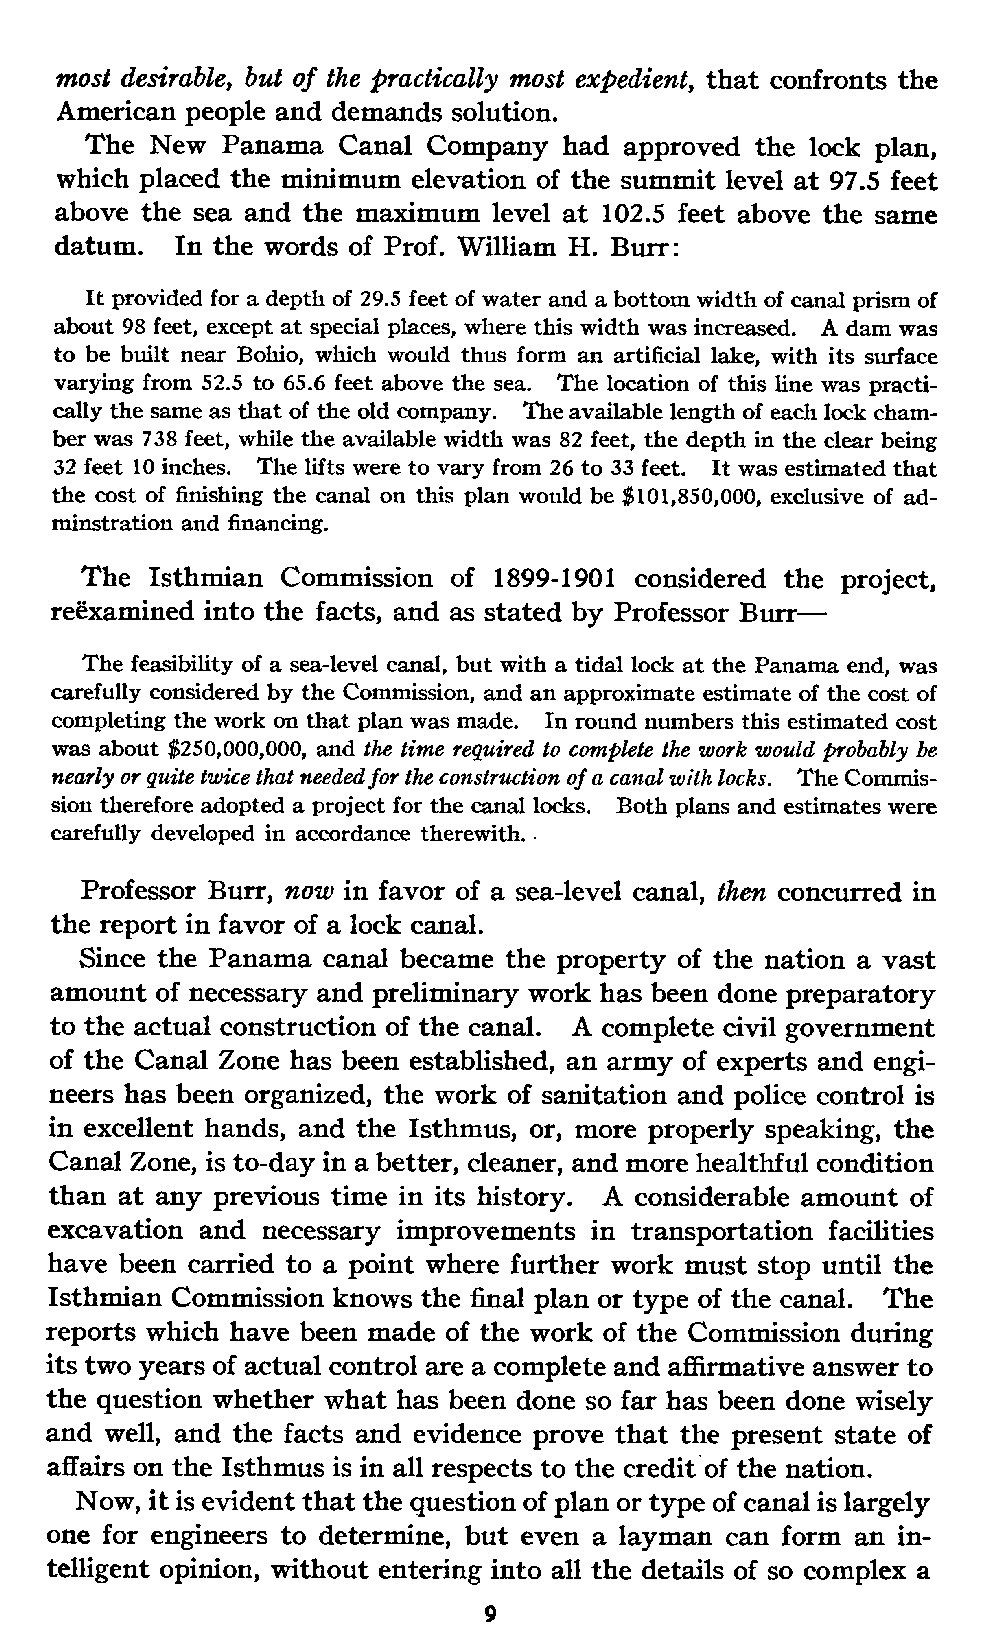 most desirable, but of the practically most expedient, that confronts the
American people and demands solution.
The New Panama Canal Company had approved the lock plan,
which placed the minimum elevation of the summit level at 97.5 feet
above the sea and the maximum level at 102.5 feet above the same
datum. In the words of Prof. William H. Burr:
It provided for a depth of 29.5 feet of water and a bottom width of canal prism of
about 98 feet, except at special places, where this width was increased. A dam was
to be built near Bohio, which would thus form an artificial lake, with its surface
varying from 52.5 to 65.6 feet above the sea. The location of this line was practi-
cally the same as that of the old company. The available length of each lock cham-
ber was 738 feet, while the available width was 82 feet, the depth in the clear being
32 feet 10 inches. The lifts were to vary from 26 to 33 feet. It was estimated that
the cost of finishing the canal on this plan would be $101,850,000, exclusive of ad-
minstration and financing.
The Isthmian Commission of 1899-1901 considered the project,
reëxamined into the facts, and as stated by Professor Burr—
The feasibility of a sea-level canal, but with a tidal lock at the Panama end, was
carefully considered by the Commission, and an approximate estimate of the cost of
completing the work on that plan was made. In round numbers this estimated cost
was about $250,000,000, and the time required to complete the work would probably be
nearly or quite twice that needed for the construction of a canal with locks. The Commis-
sion therefore adopted a project for the canal locks. Both plans and estimates were
carefully developed in accordance therewith.
Professor Burr, now in favor of a sea-level canal, then concurred in
the report in favor of a lock canal.
Since the Panama canal became the property of the nation a vast
amount of necessary and preliminary work has been done preparatory
to the actual construction of the canal. A complete civil government
of the Canal Zone has been established, an army of experts and engi-
neers has been organized, the work of sanitation and police control is
in excellent hands, and the Isthmus, or, more properly speaking, the
Canal Zone, is to-day in a better, cleaner, and more healthful condition
than at any previous time in its history. A considerable amount of
excavation and necessary improvements in transportation facilities
have been carried to a point where further work must stop until the
Isthmian Commission knows the final plan or type of the canal. The
reports which have been made of the work of the Commission during
its two years of actual control are a complete and affirmative answer to
the question whether what has been done so far has been done wisely
and well, and the facts and evidence prove that the present state of
affairs on the Isthmus is in all respects to the credit of the nation.
Now, it is evident that the question of plan or type of canal is largely
one for engineers to determine, but even a layman can form an in-
telligent opinion, without entering into all the details of so complex a
9